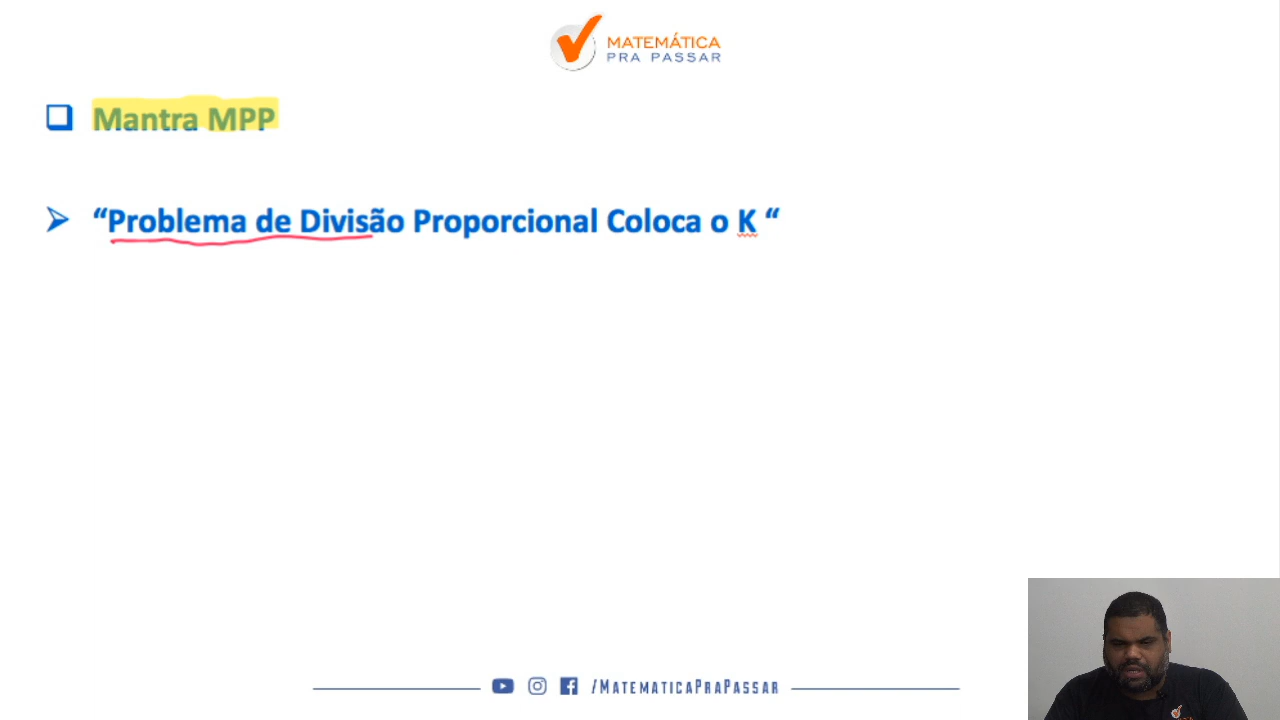 MATEMÁTICA
PRA PASSAR
Mantra MPP
“Problema de Divisão Proporcional Coloca o K “
/MATEMATICAPRAPASSAR